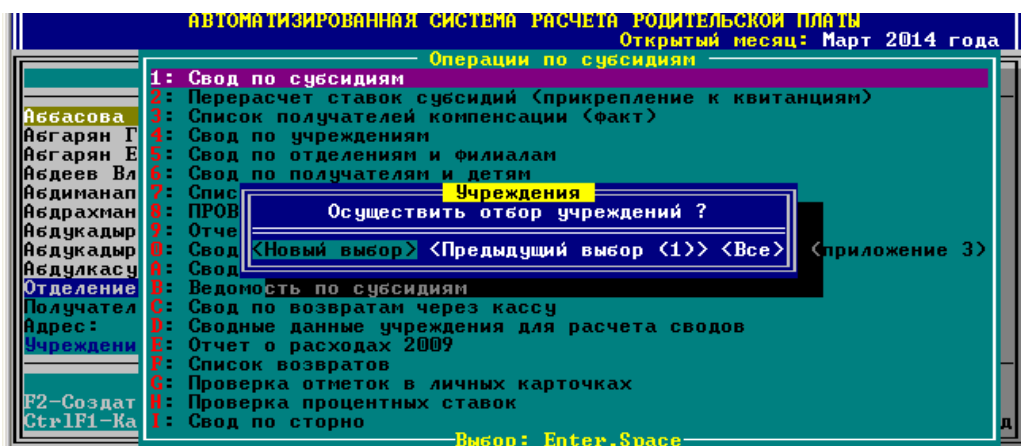 АВТОМАТИЗИРОВАННАЯ СИСТЕМА РАСЧЕТА РОДИТЕЛЬСКОЙ ПЛАТЫ
Открытый месяц: Март 2014 года
Операции по субсидиям
1: Свод по субсидиям
2: Перерасчет ставок субсидий (прикрепление к квитанциям)
Аббасова 3: Список получателей компенсации (факт)
Абгарян Г 4: Свод по учреждениям
Абгарян Е 5: Свод по отделениям и филиалам
Абдеев Вл 6: Свод по получателям и детям
Абдиманап 7: Спис Учреждения
Абдрахман 8: ПРОВ Осуществить отбор учреждений ?
Абдукадыр 9: Отче
Абдукадыр 0: Свод <Новый выбор> <Предыдущий выбор (1)> <Все> (приложение 3)
Абдулкасу A: Свод
Отделение B: Ведомость по субсидиям
Получател C: Свод по возвратам через кассу
Адрес: D: Сводные данные учреждения для расчета сводов
Учреждени E: Отчет о расходах 2009
F: Список возвратов
G: Проверка отметок в личных карточках
F2-Создат H: Проверка процентных ставок
CtrlF1-Ка I: Свод по сторно д
Выбор: Enter,Space